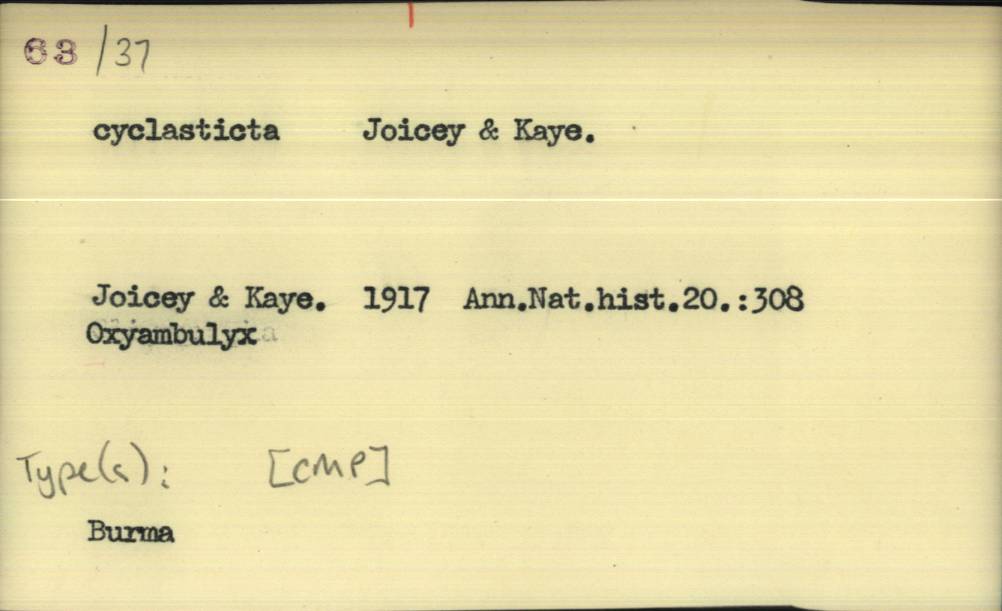 63 /37
cyclasticta Joicey & Kaye.
Joicey & Kaye. 1917 Ann.Nat.hist.20.:308
Oxyambulyx
Type(s): [CMP]
Burma